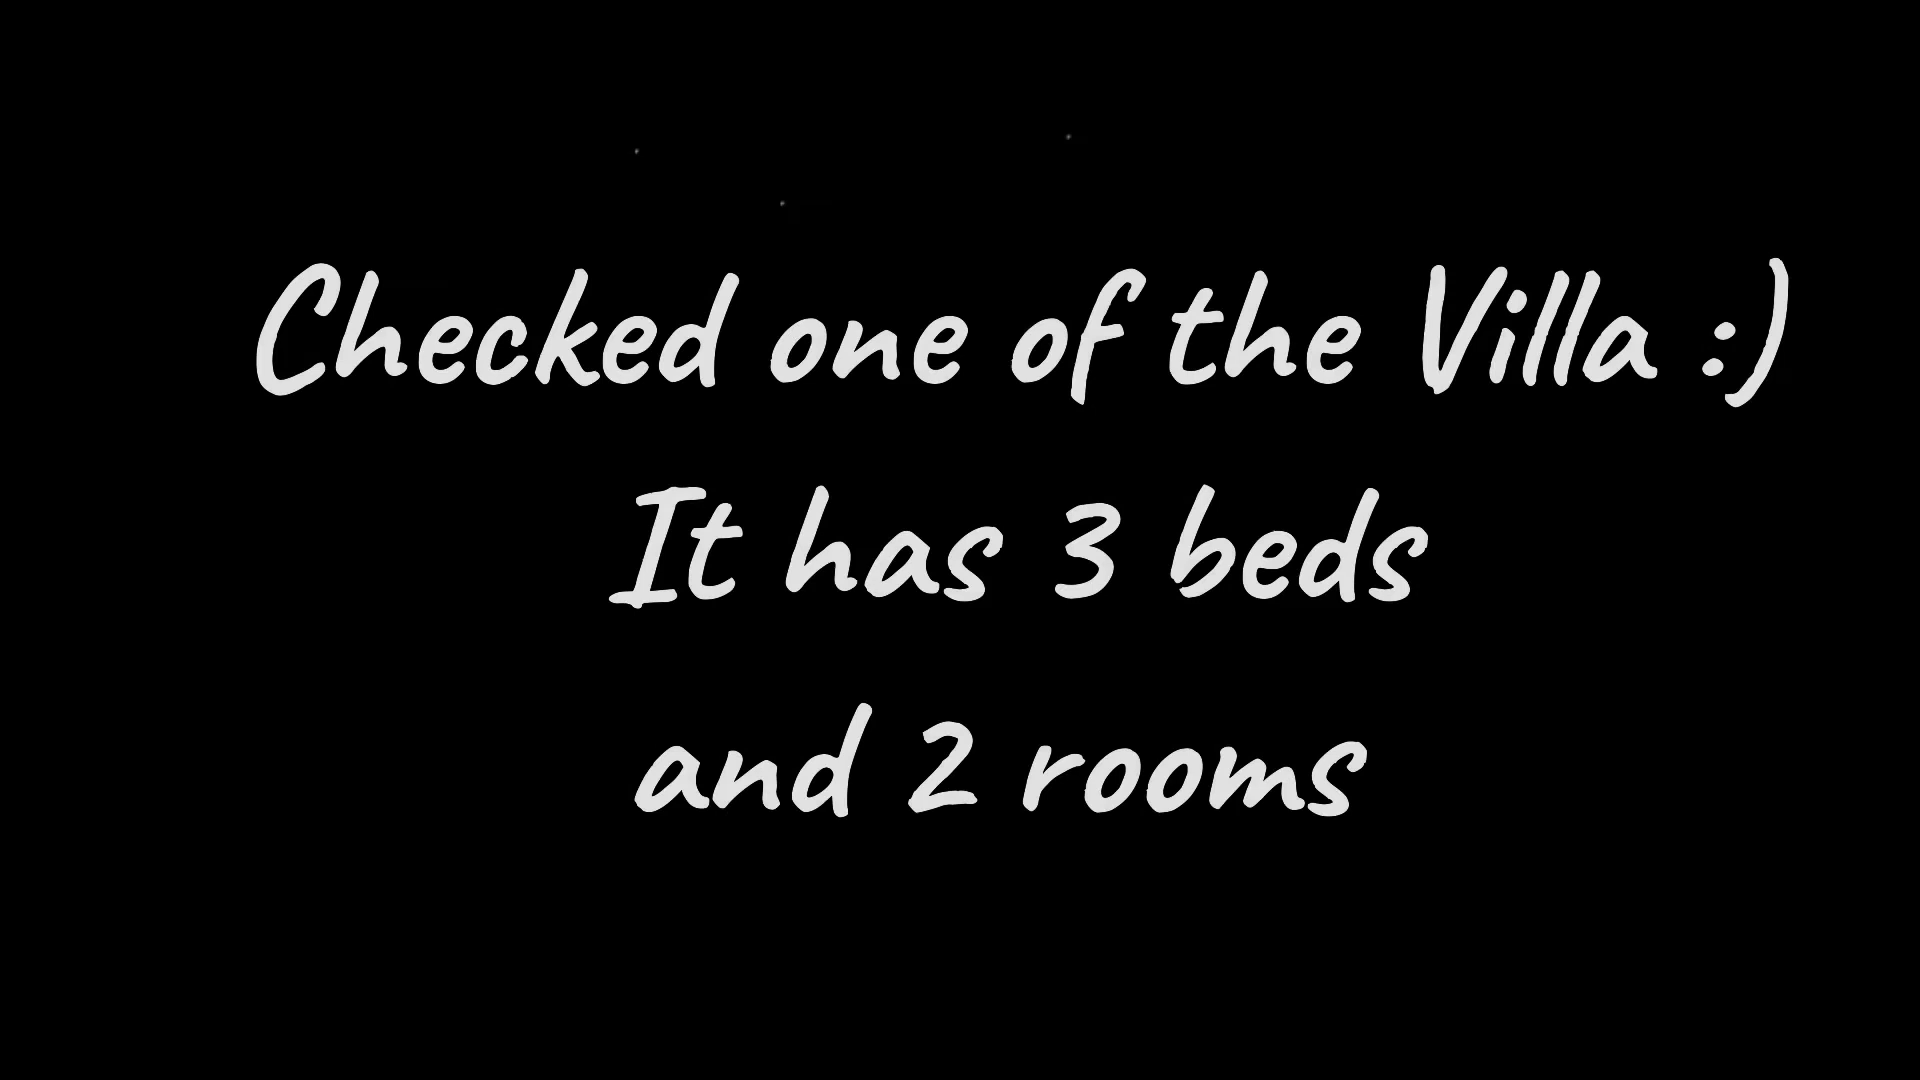 Checked one of the Villa :)
It has 3 beds
and 2 rooms